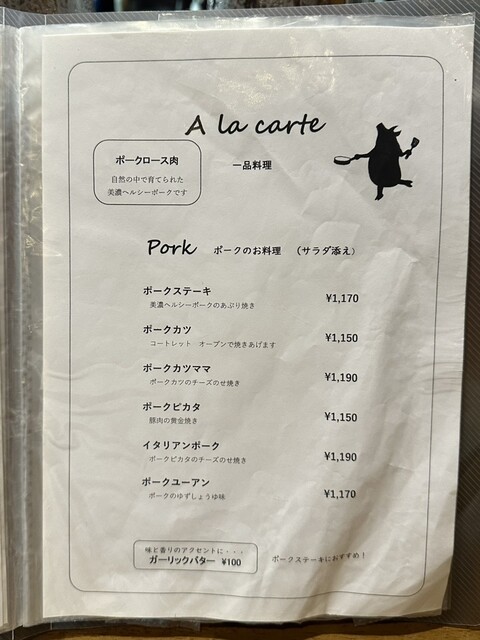 A la carte
ポークロース肉
自然の中で育てられた
美濃ヘルシーポークです
一品料理
Pork ポークのお料理 （サラダ添え）
ポークステーキ ¥1,170
美濃ヘルシーポークのあぶり焼き
ポークカツ ¥1,150
コートレット オーブンで焼きあげます
ポークカツママ ¥1,190
ポークカツのチーズのせ焼き
ポークピカタ ¥1,150
豚肉の黄金焼き
イタリアンポーク ¥1,190
ポークピカタのチーズのせ焼き
ポークユーアン ¥1,170
ポークのゆずしょうゆ味
味と香りのアクセントに・・・
ガーリックバター ¥100
ポークステーキにおすすめ！